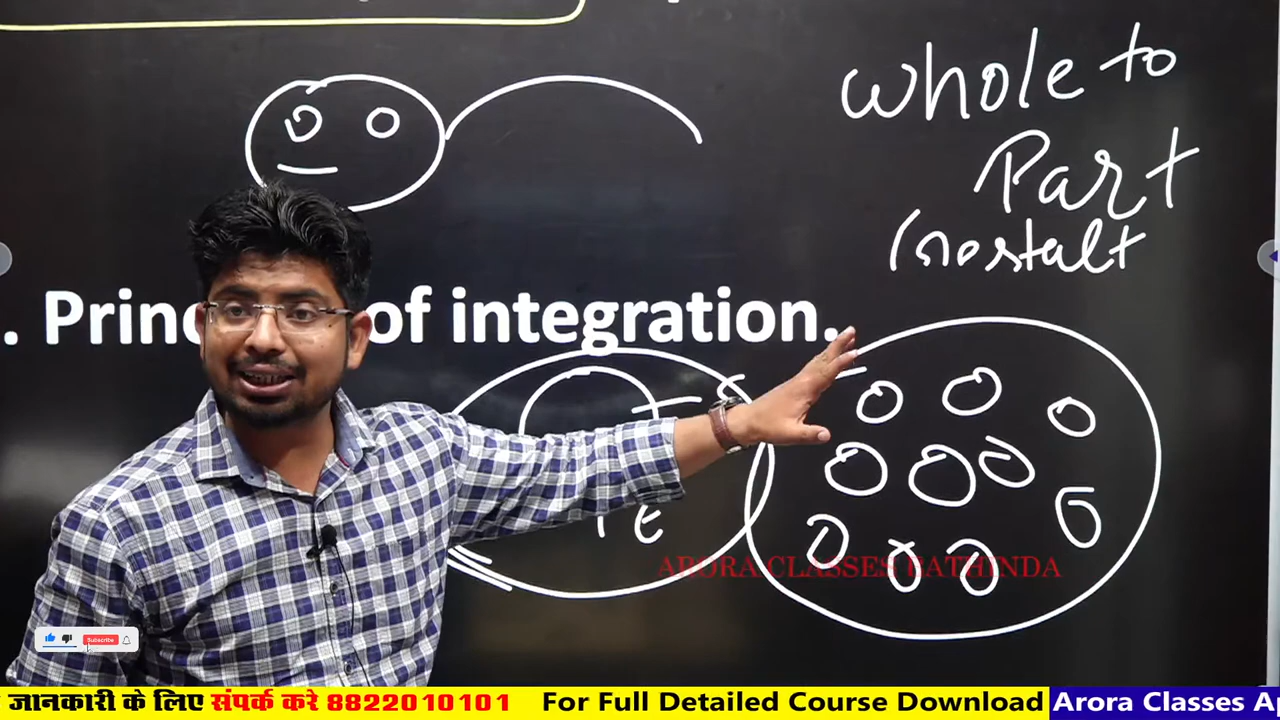 whole to
Part
Gestalt
. Princ of integration.
E
ARORA CLASSES BATHINDA
Subscribe
जानकारी के लिए संपर्क करे 8822010101 For Full Detailed Course Download Arora Classes A